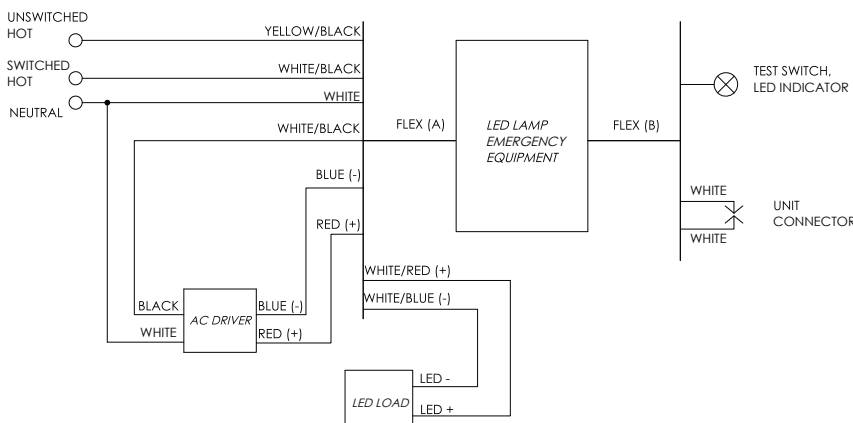 UNSWITCHED
HOT
YELLOW/BLACK
SWITCHED
HOT
WHITE/BLACK
NEUTRAL
WHITE
WHITE/BLACK
FLEX (A)
LED LAMP
EMERGENCY
EQUIPMENT
FLEX (B)
TEST SWITCH,
LED INDICATOR
BLUE (-)
RED (+)
WHITE
UNIT
CONNECTOR
WHITE
WHITE/RED (+)
WHITE/BLUE (-)
BLACK
AC DRIVER
BLUE (-)
WHITE
RED (+)
LED LOAD
LED -
LED +